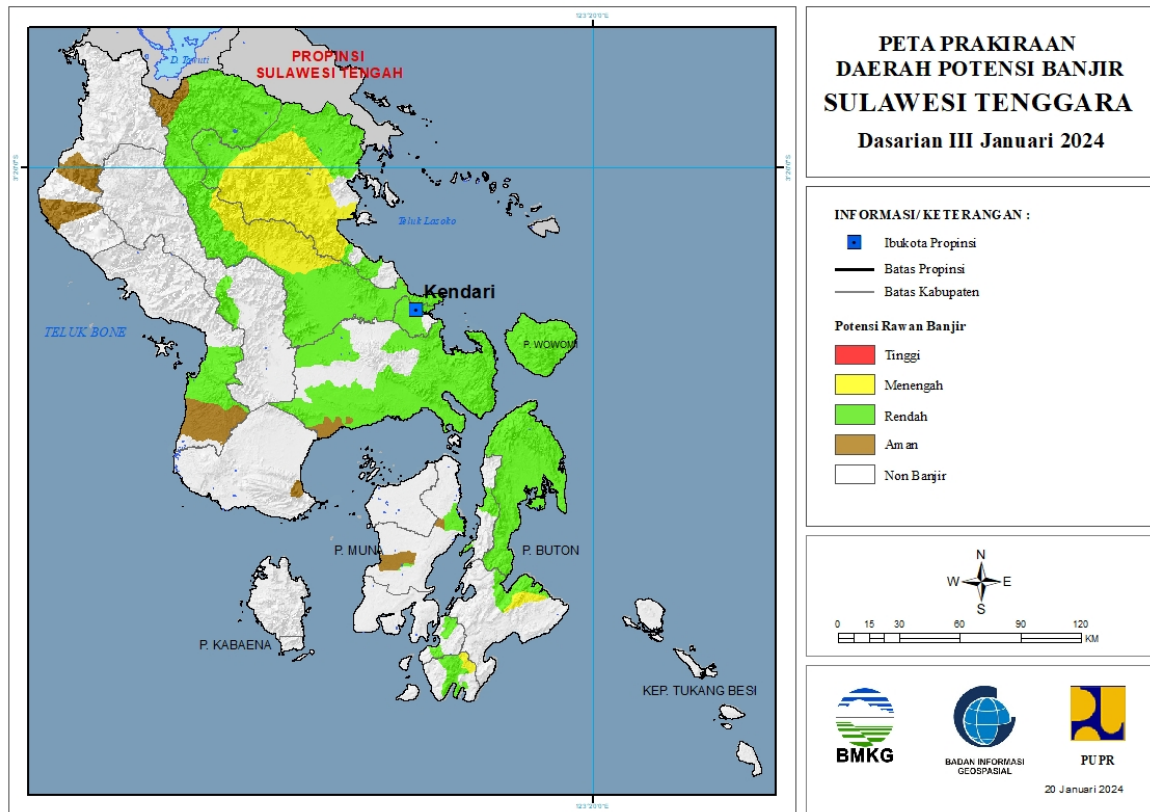 PETA PRAKIRAAN
DAERAH POTENSI BANJIR
SULAWESI TENGGARA
Dasarian III Januari 2024
INFORMASI/ KETERANGAN :
Ibukota Propinsi
Batas Propinsi
Batas Kabupaten
Potensi Rawan Banjir
Tinggi
Menengah
Rendah
Aman
Non Banjir
N
W E
S
0 15 30 60 90 120
KM
BMKG
BADAN INFORMASI
GEOSPASIAL
PUPR
20 Januari 2024
D. Towuti
PROPINSI
SULAWESI TENGAH
Teluk Lasolo
Kendari
TELUK BONE
P. WOWONI
P. MUNA
P. BUTON
P. KABAENA
KEP. TUKANG BESI